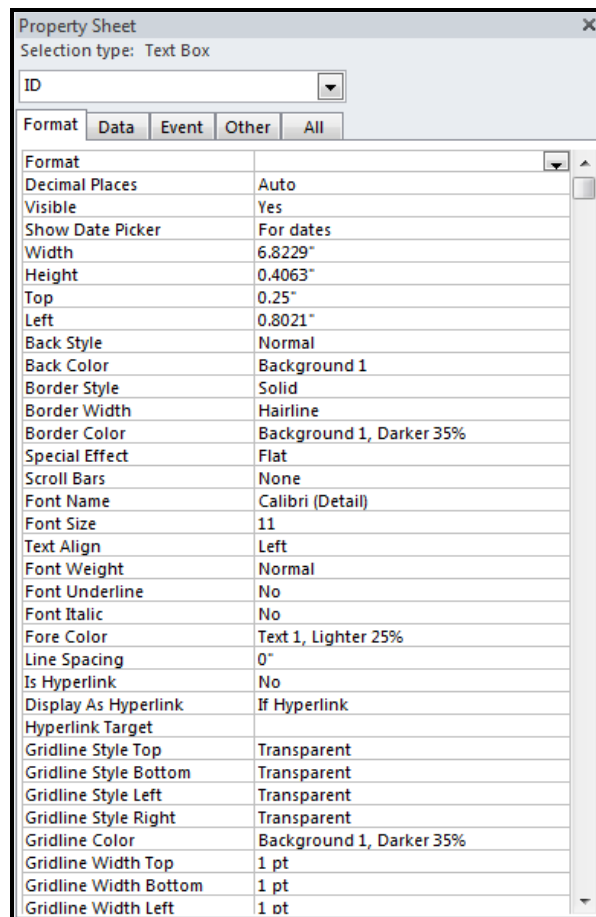 Property Sheet
Selection type: Text Box
ID
Format Data Event Other All
Format
Decimal Places Auto
Visible Yes
Show Date Picker For dates
Width 6.8229"
Height 0.4063"
Top 0.25"
Left 0.8021"
Back Style Normal
Back Color Background 1
Border Style Solid
Border Width Hairline
Border Color Background 1, Darker 35%
Special Effect Flat
Scroll Bars None
Font Name Calibri (Detail)
Font Size 11
Text Align Left
Font Weight Normal
Font Underline No
Font Italic No
Fore Color Text 1, Lighter 25%
Line Spacing 0"
Is Hyperlink No
Display As Hyperlink If Hyperlink
Hyperlink Target
Gridline Style Top Transparent
Gridline Style Bottom Transparent
Gridline Style Left Transparent
Gridline Style Right Transparent
Gridline Color Background 1, Darker 35%
Gridline Width Top 1 pt
Gridline Width Bottom 1 pt
Gridline Width Left 1 pt